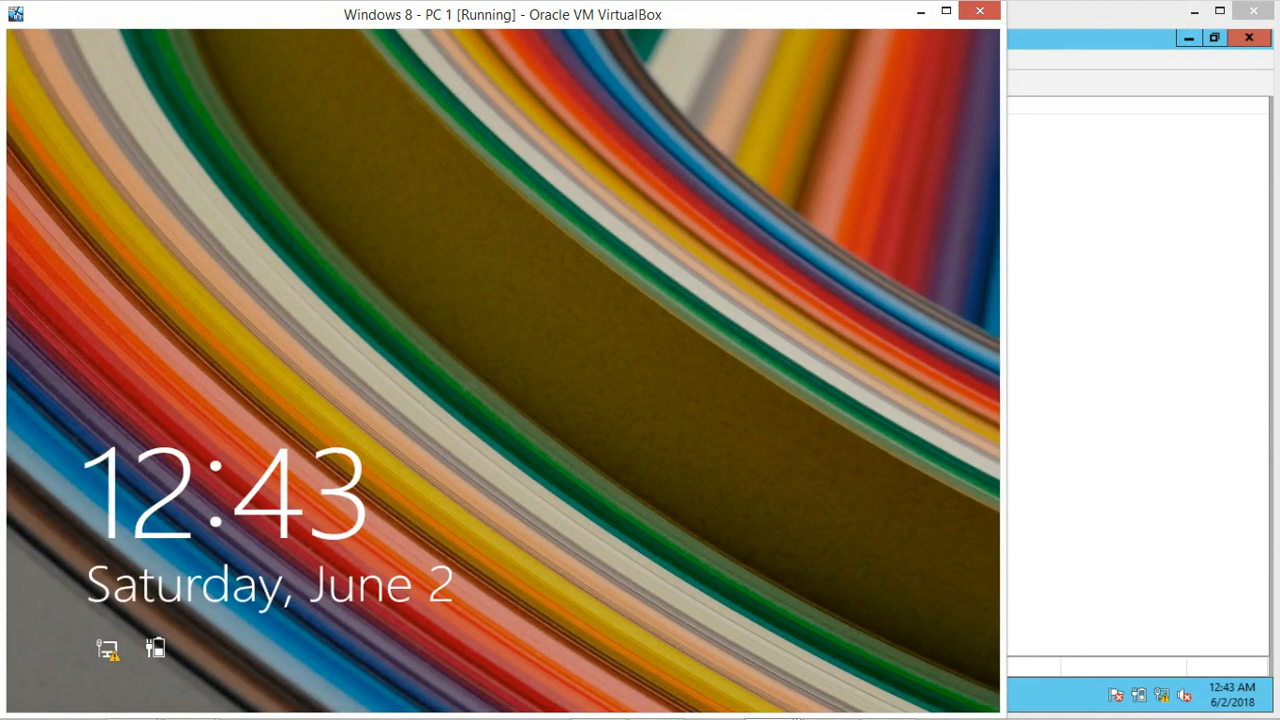 Windows 8 - PC 1 [Running] - Oracle VM VirtualBox
12:43
Saturday, June 2
12:43 AM
6/2/2018